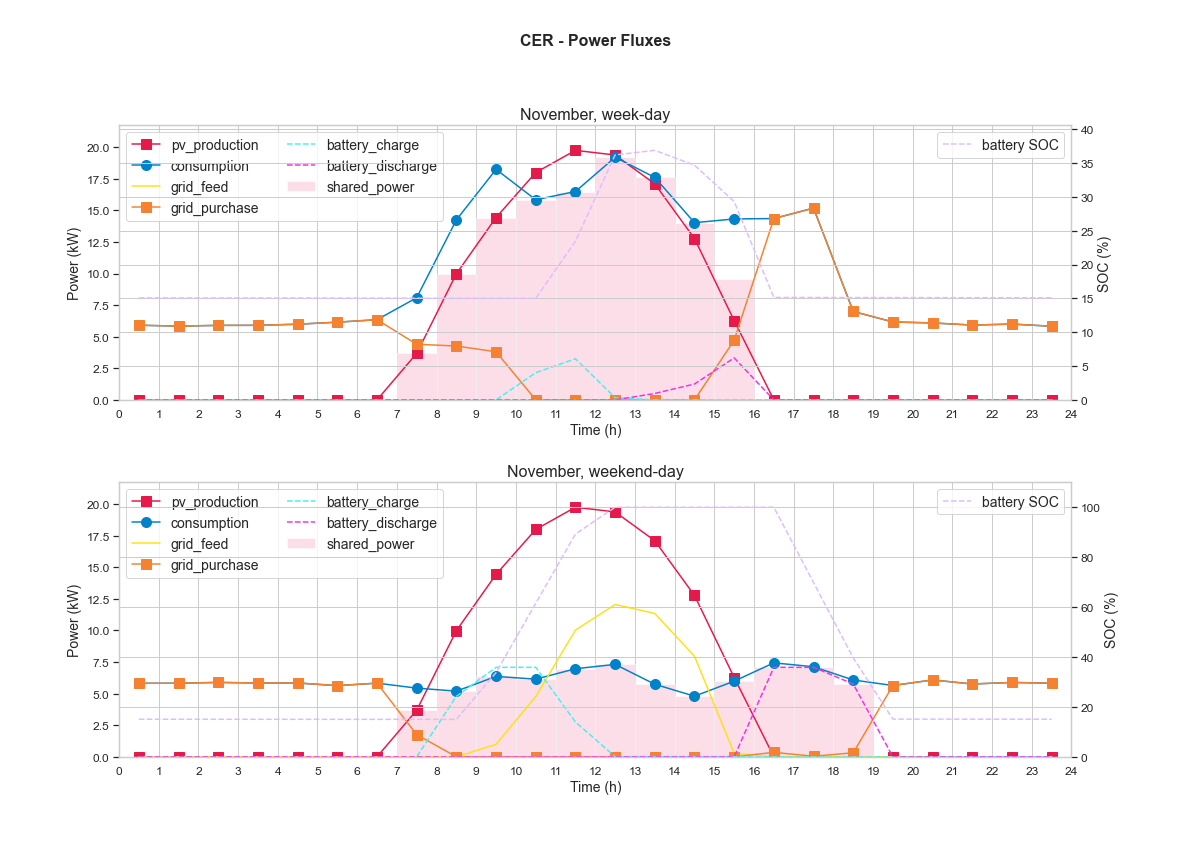 CER - Power Fluxes
November, week-day
pv_production
consumption
grid_feed
grid_purchase
battery_charge
battery_discharge
shared_power
battery SOC
20.0
17.5
15.0
12.5
10.0
7.5
5.0
2.5
0.0
Power (kW)
40
35
30
25
20
15
10
5
0
SOC (%)
0 1 2 3 4 5 6 7 8 9 10 11 12 13 14 15 16 17 18 19 20 21 22 23 24
Time (h)
November, weekend-day
pv_production
consumption
grid_feed
grid_purchase
battery_charge
battery_discharge
shared_power
battery SOC
20.0
17.5
15.0
12.5
10.0
7.5
5.0
2.5
0.0
Power (kW)
100
80
60
40
20
0
SOC (%)
0 1 2 3 4 5 6 7 8 9 10 11 12 13 14 15 16 17 18 19 20 21 22 23 24
Time (h)